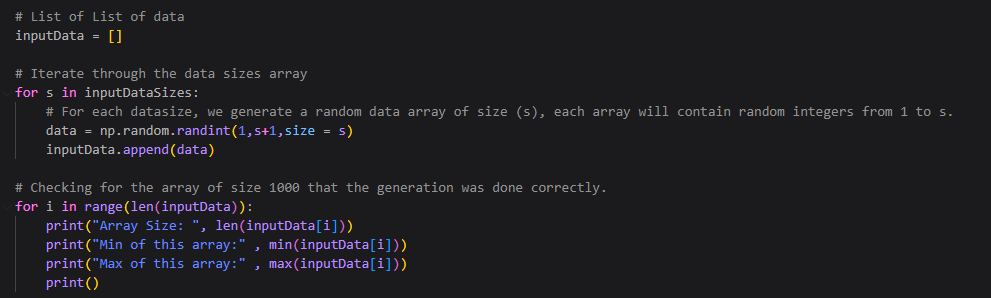 # List of List of data
inputData = []
# Iterate through the data sizes array
for s in inputDataSizes:
    # For each datasize, we generate a random data array of size (s), each array will contain random integers from 1 to s.
    data = np.random.randint(1,s+1,size = s)
    inputData.append(data)
# Checking for the array of size 1000 that the generation was done correctly.
for i in range(len(inputData)):
    print("Array Size: ", len(inputData[i]))
    print("Min of this array:" , min(inputData[i]))
    print("Max of this array:" , max(inputData[i]))
    print()